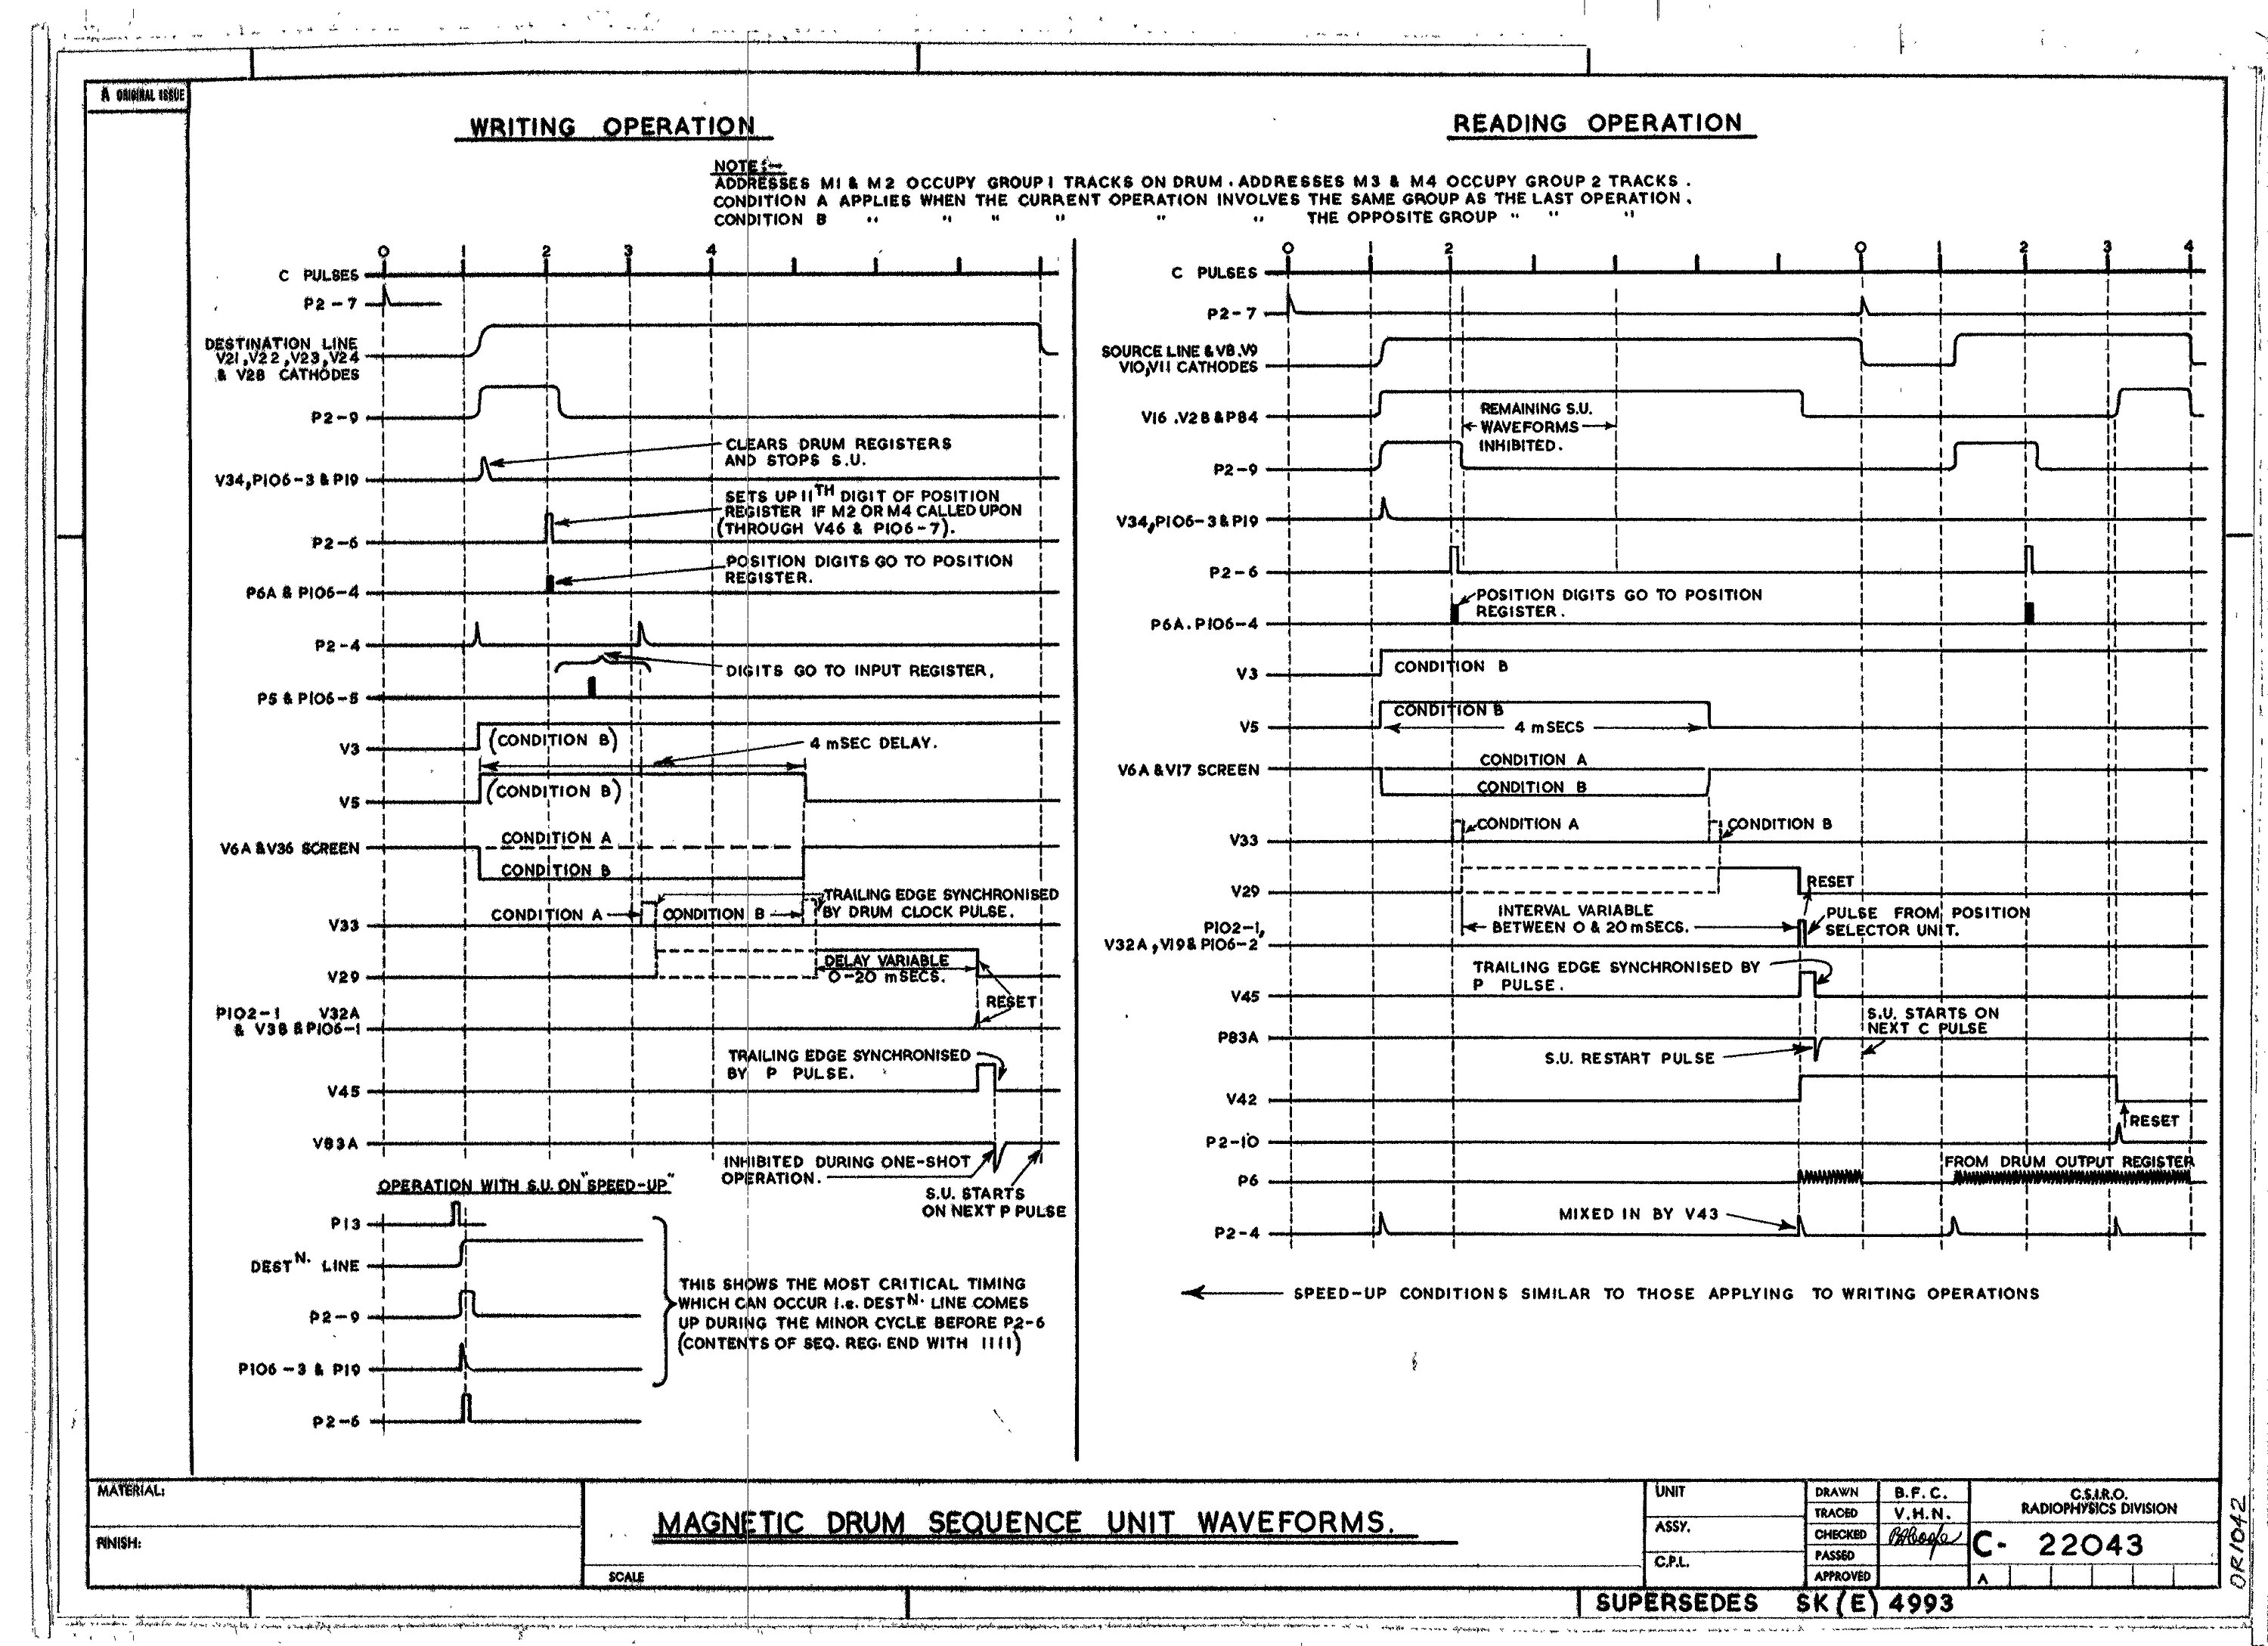 A ORIGINAL ISSUE
WRITING OPERATION
READING OPERATION
NOTE:-
ADDRESSES M1 & M2 OCCUPY GROUP 1 TRACKS ON DRUM. ADDRESSES M3 & M4 OCCUPY GROUP 2 TRACKS.
CONDITION A APPLIES WHEN THE CURRENT OPERATION INVOLVES THE SAME GROUP AS THE LAST OPERATION.
CONDITION B " " " " " " THE OPPOSITE GROUP " " "
0 1 2 3 4
C PULSES
P2-7
DESTINATION LINE
V21,V22,V23,V24
& V28 CATHODES
P2-9
CLEARS DRUM REGISTERS
AND STOPS S.U.
V34,P106-3 & P19
SETS UP 11TH DIGIT OF POSITION
REGISTER IF M2 OR M4 CALLED UPON
(THROUGH V46 & P106-7).
P2-6
POSITION DIGITS GO TO POSITION
REGISTER.
P6A & P106-4
P2-4
DIGITS GO TO INPUT REGISTER.
P5 & P106-5
V3
(CONDITION B)
4 mSEC DELAY.
V5
(CONDITION B)
CONDITION A
V6A & V36 SCREEN
CONDITION B
TRAILING EDGE SYNCHRONISED
BY DRUM CLOCK PULSE.
CONDITION A
CONDITION B
V33
DELAY VARIABLE
0-20 mSECS.
V29
RESET
P102-1 V32A
& V38 & P106-1
TRAILING EDGE SYNCHRONISED
BY P PULSE.
V45
V83A
INHIBITED DURING ONE-SHOT
OPERATION.
S.U. STARTS
ON NEXT P PULSE
OPERATION WITH S.U. ON "SPEED-UP"
P13
DESTN. LINE
P2-9
P106-3 & P19
P2-6
THIS SHOWS THE MOST CRITICAL TIMING
WHICH CAN OCCUR i.e. DESTN. LINE COMES
UP DURING THE MINOR CYCLE BEFORE P2-6
(CONTENTS OF SEQ. REG. END WITH 1111)
0 1 2 0 1 2 3 4
C PULSES
P2-7
SOURCE LINE & V8.V9
V10,V11 CATHODES
V16 .V28 & P84
REMAINING S.U.
WAVEFORMS
INHIBITED.
P2-9
V34,P106-3 & P19
P2-6
POSITION DIGITS GO TO POSITION
REGISTER.
P6A.P106-4
V3
CONDITION B
CONDITION B
V5
4 mSECS
CONDITION A
V6A & V17 SCREEN
CONDITION B
CONDITION A
CONDITION B
V33
V29
RESET
INTERVAL VARIABLE
BETWEEN 0 & 20 mSECS.
PULSE FROM POSITION
SELECTOR UNIT.
P102-1,
V32A,V19 & P106-2
TRAILING EDGE SYNCHRONISED BY
P PULSE.
V45
S.U. STARTS ON
NEXT C PULSE
P83A
S.U. RESTART PULSE
V42
RESET
P2-10
FROM DRUM OUTPUT REGISTER
P6
MIXED IN BY V43
P2-4
SPEED-UP CONDITIONS SIMILAR TO THOSE APPLYING TO WRITING OPERATIONS
MATERIAL:
FINISH:
MAGNETIC DRUM SEQUENCE UNIT WAVEFORMS.
SCALE
UNIT
ASSY.
C.P.L.
DRAWN B.F.C.
TRACED V.H.N.
CHECKED
PASSED
APPROVED
C.S.I.R.O.
RADIOPHYSICS DIVISION
C- 22043
A
SUPERSEDES SK(E) 4993
OR1042